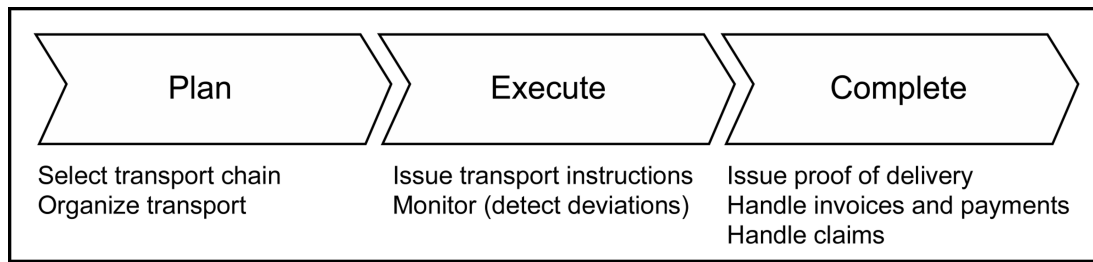 Plan
Select transport chain
Organize transport
Execute
Issue transport instructions
Monitor (detect deviations)
Complete
Issue proof of delivery
Handle invoices and payments
Handle claims